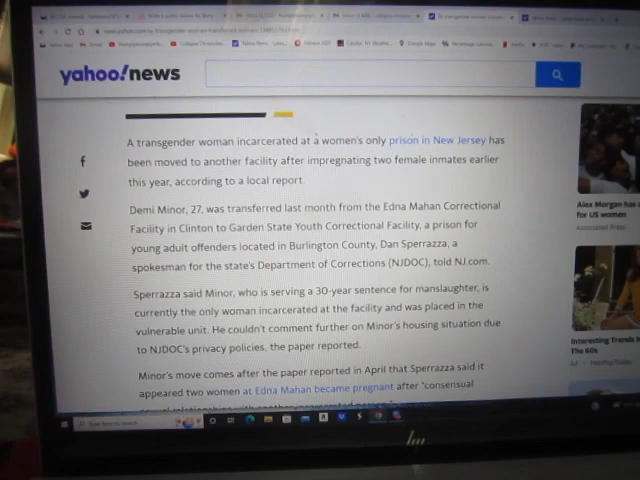 yahoo!news
A transgender woman incarcerated at a women's only prison in New Jersey has
been moved to another facility after impregnating two female inmates earlier
this year, according to a local report.
Demi Minor, 27, was transferred last month from the Edna Mahan Correctional
Facility in Clinton to Garden State Youth Correctional Facility, a prison for
young adult offenders located in Burlington County, Dan Sperrazza, a
spokesman for the state's Department of Corrections (NJDOC), told NJ.com.
Sperrazza said Minor, who is serving a 30-year sentence for manslaughter, is
currently the only woman incarcerated at the facility and was placed in the
vulnerable unit. He couldn't comment further on Minor's housing situation due
to NJDOC's privacy policies, the paper reported.
Minor's move comes after the paper reported in April that Sperrazza said it
appeared two women at Edna Mahan became pregnant after "consensual
Alex Morgan has
for US women
Associated Press
Interesting Trends
The 60s
Ad
hp